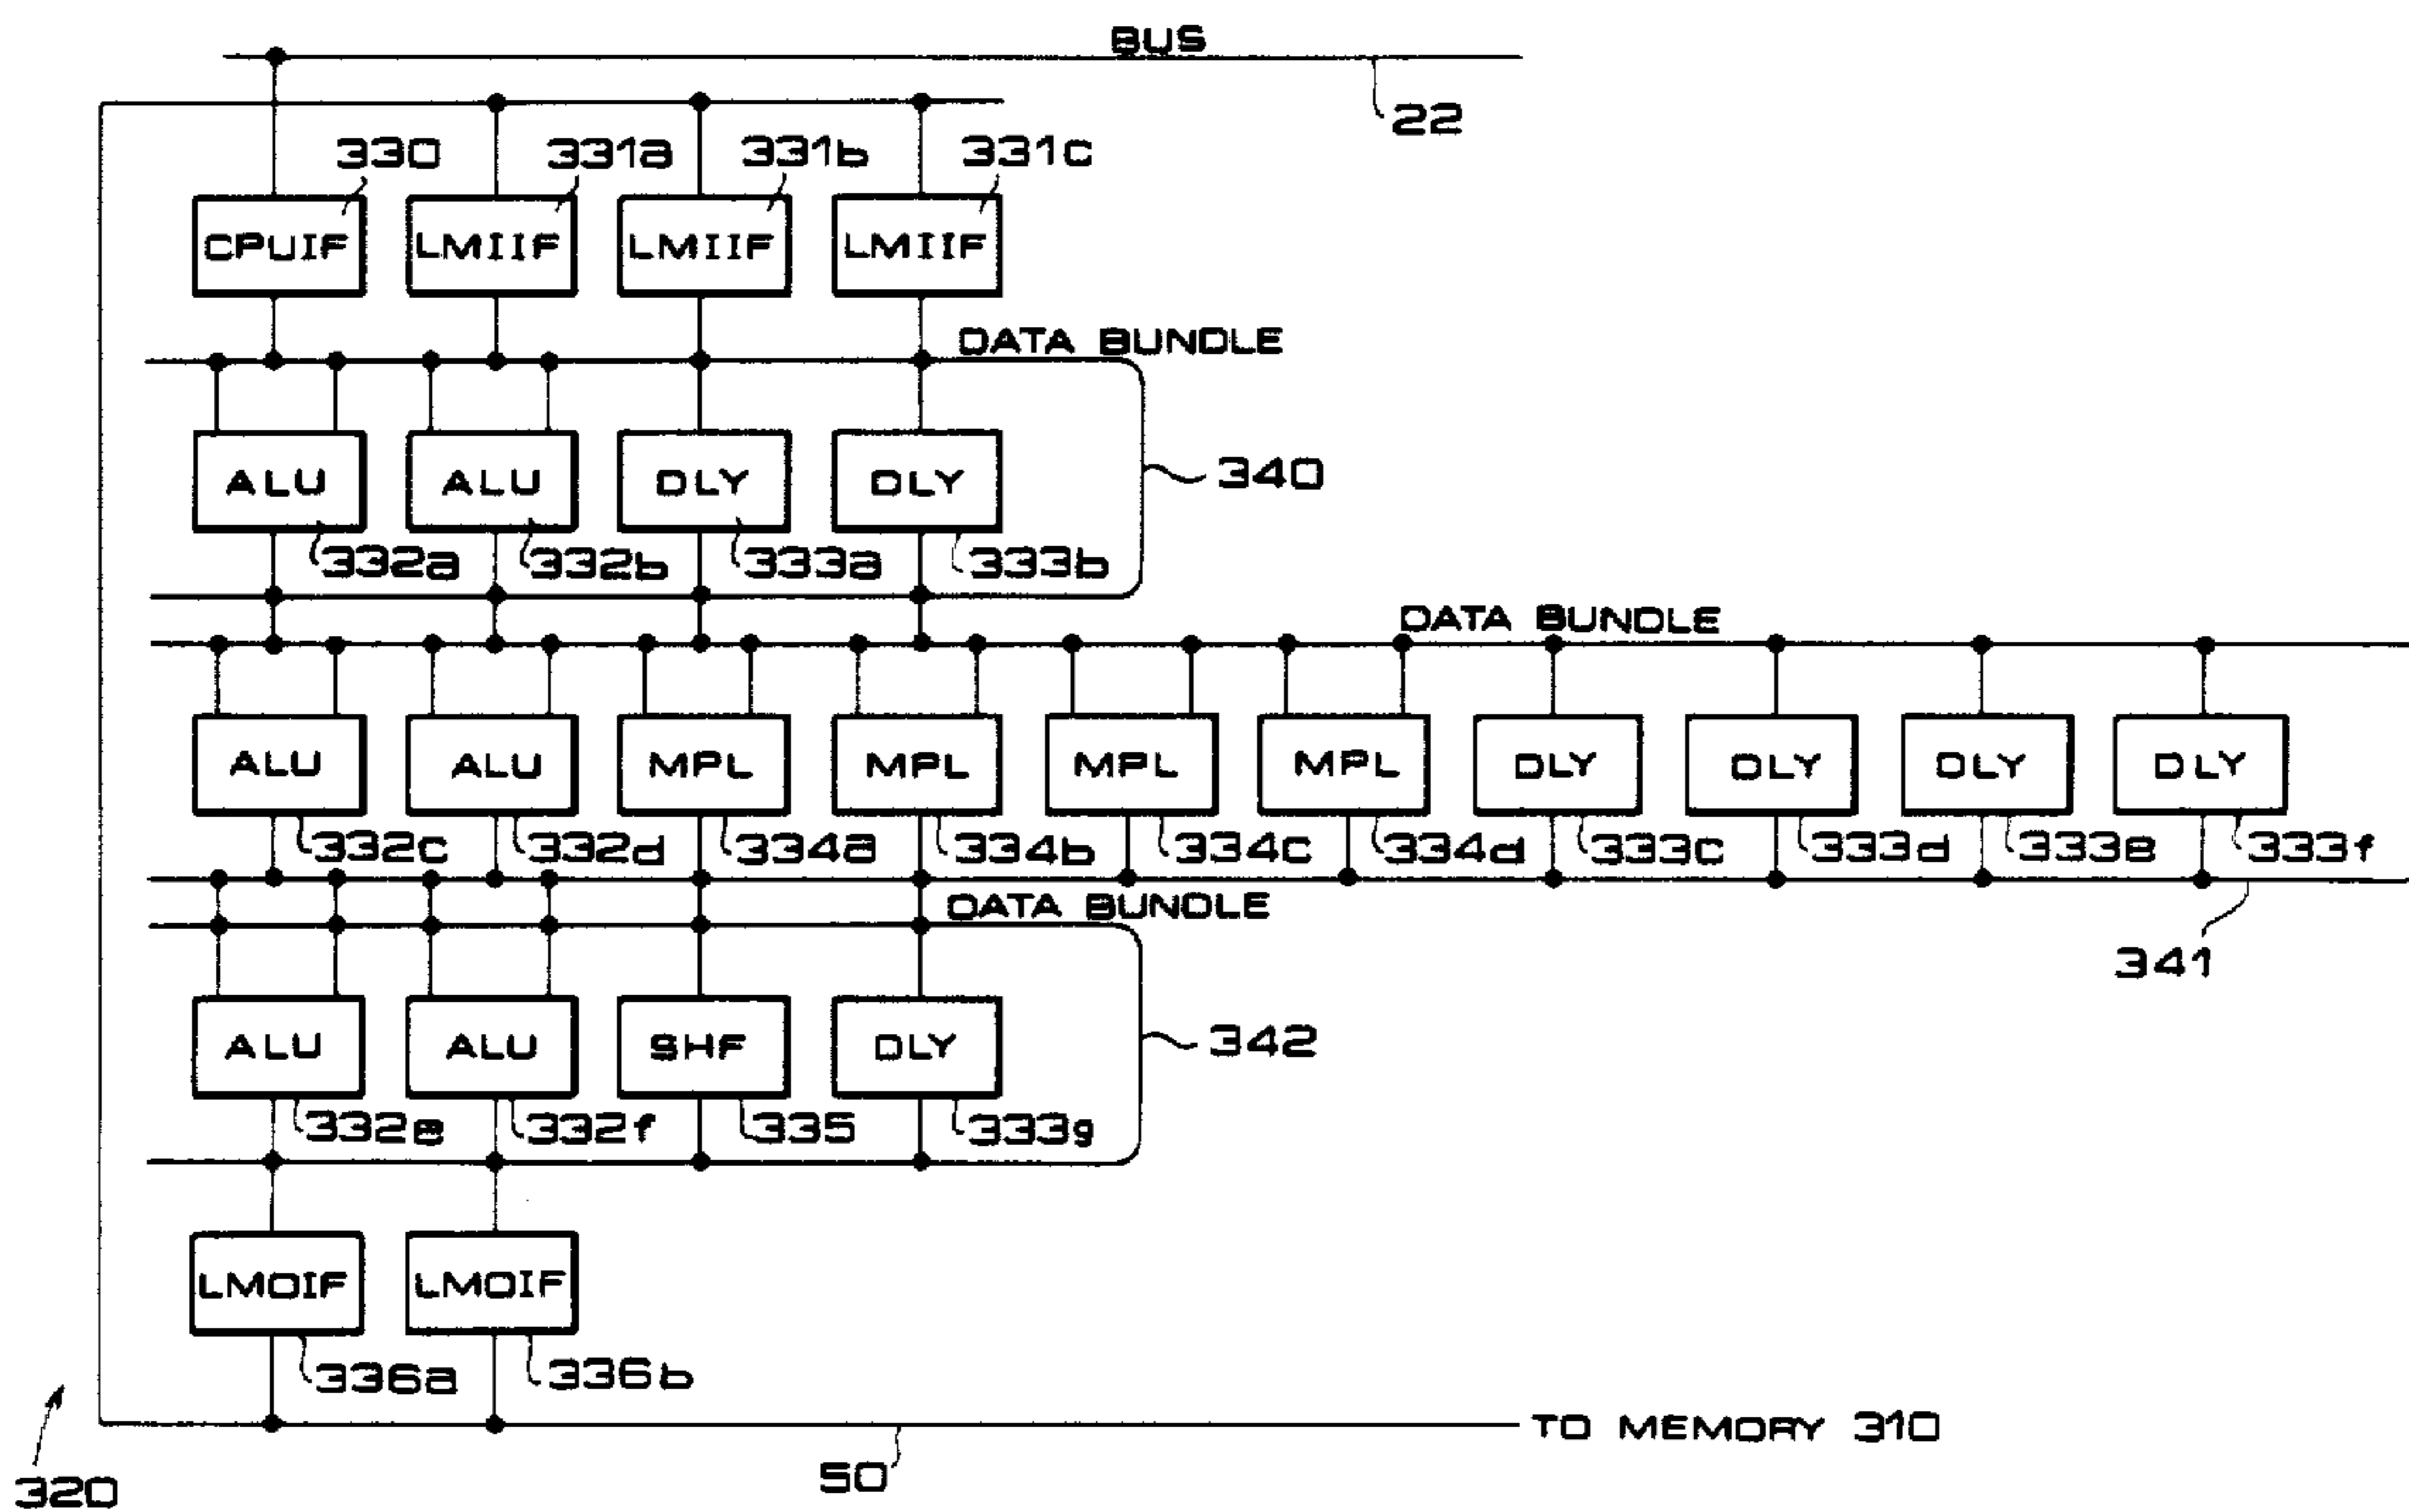 BUS
22
330 331a 331b 331c
CPUIF LMIIF LMIIF LMIIF
DATA BUNDLE
ALU ALU DLY DLY
340
332a 332b 333a 333b
DATA BUNDLE
ALU ALU MPL MPL MPL MPL DLY DLY DLY DLY
332c 332d 334a 334b 334c 334d 333c 333d 333e 333f
DATA BUNDLE
341
ALU ALU SHF DLY
342
332e 332f 335 333g
LMOIF LMOIF
336a 336b
TO MEMORY 310
50
320